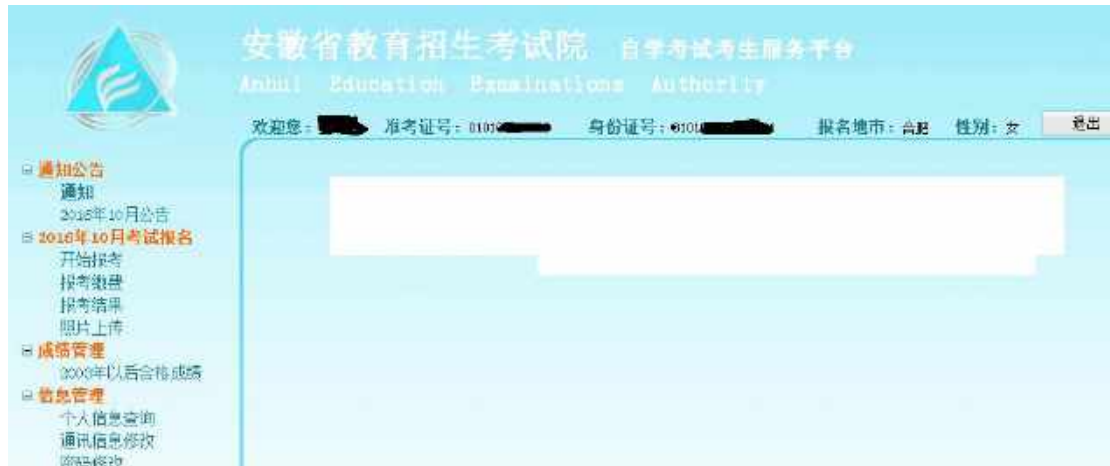 安徽省教育招生考试院 自学考试考生服务平台
Anhui Education Examinations Authority
欢迎您: 准考证号:0101 身份证号: 报名地市:合肥 性别:女 退出
通知公告
通知
2016年10月公告
2016年10月考试报名
开始报考
报考缴费
报考结果
照片上传
成绩管理
2000年以后合格成绩
信息管理
个人信息查询
通讯信息修改
密码修改